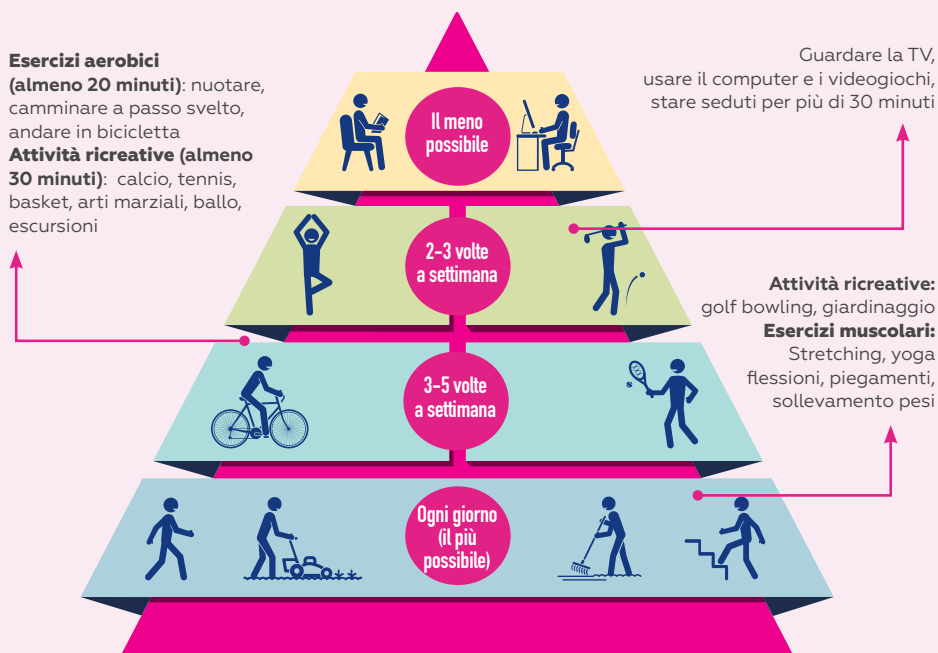 Esercizi aerobici
(almeno 20 minuti): nuotare,
camminare a passo svelto,
andare in bicicletta
Attività ricreative (almeno
30 minuti): calcio, tennis,
basket, arti marziali, ballo,
escursioni
Guardare la TV,
usare il computer e i videogiochi,
stare seduti per più di 30 minuti
Il meno
possibile
2-3 volte
a settimana
Attività ricreative:
golf bowling, giardinaggio
Esercizi muscolari:
Stretching, yoga
flessioni, piegamenti,
sollevamento pesi
3-5 volte
a settimana
Ogni giorno
(il più
possibile)